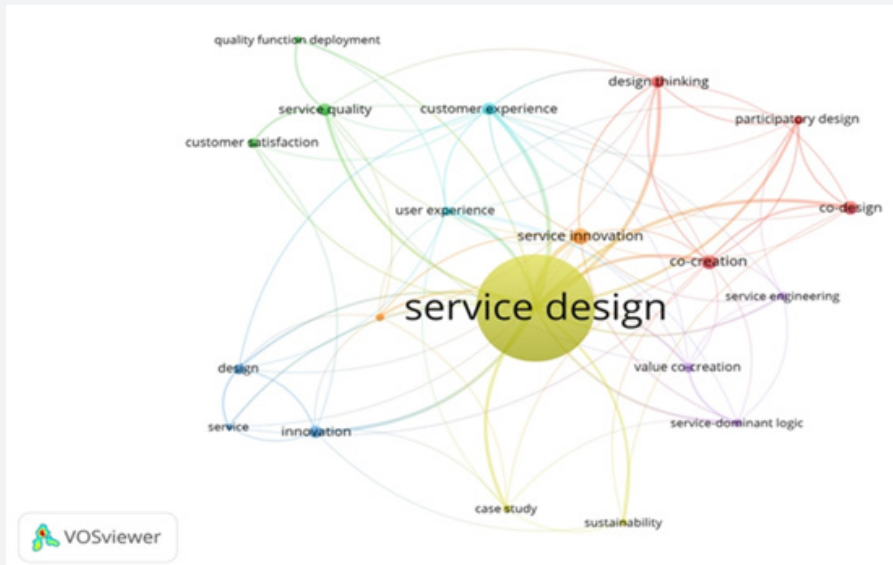 quality function deployment
design thinking
service quality
customer experience
participatory design
customer satisfaction
co-design
user experience
service innovation
co-creation
service engineering
service design
value co-creation
design
service-dominant logic
service
innovation
case study
sustainability
VOSviewer